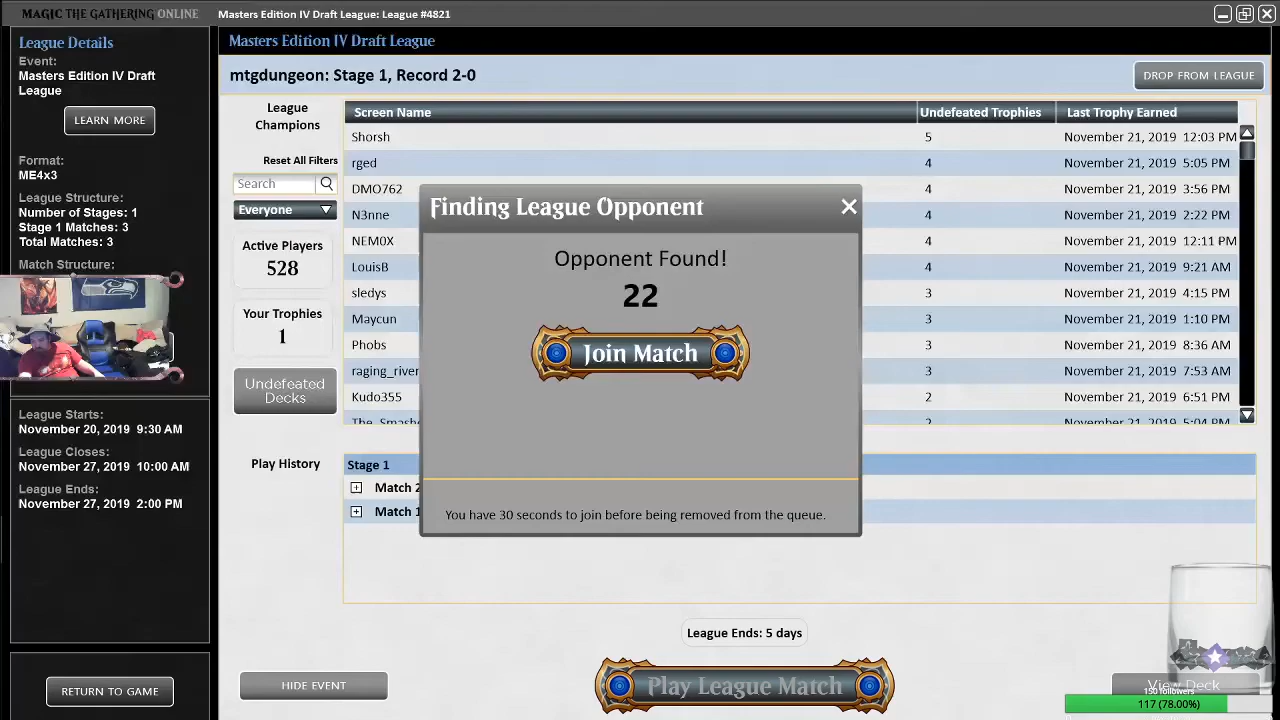 MAGIC THE GATHERING ONLINE
Masters Edition IV Draft League: League #4821
League Details
Event:
Masters Edition IV Draft
League
LEARN MORE
Format:
ME4x3
League Structure:
Number of Stages: 1
Stage 1 Matches: 3
Total Matches: 3
Match Structure:
League Starts:
November 20, 2019 9:30 AM
League Closes:
November 27, 2019 10:00 AM
League Ends:
November 27, 2019 2:00 PM
RETURN TO GAME
Masters Edition IV Draft League
mtgdungeon: Stage 1, Record 2-0
DROP FROM LEAGUE
League
Champions
Reset All Filters
Search
Everyone
Active Players
528
Your Trophies
1
Undefeated
Decks
Screen Name Undefeated Trophies Last Trophy Earned
Shorsh 5 November 21, 2019 12:03 PM
rged 4 November 21, 2019 5:05 PM
DMO762 4 November 21, 2019 3:56 PM
N3nne 4 November 21, 2019 2:22 PM
NEM0X 4 November 21, 2019 12:11 PM
LouisB 4 November 21, 2019 9:21 AM
sledys 3 November 21, 2019 4:15 PM
Maycun 3 November 21, 2019 1:10 PM
Phobs 3 November 21, 2019 8:36 AM
raging_river 3 November 21, 2019 7:53 AM
Kudo355 2 November 21, 2019 6:51 PM
2 November 21, 2019 5:04 PM
Finding League Opponent
Opponent Found!
22
Join Match
You have 30 seconds to join before being removed from the queue.
Play History
Stage 1
Match 2
Match 1
League Ends: 5 days
HIDE EVENT
Play League Match
View Deck
150 followers
117 (78.00%)